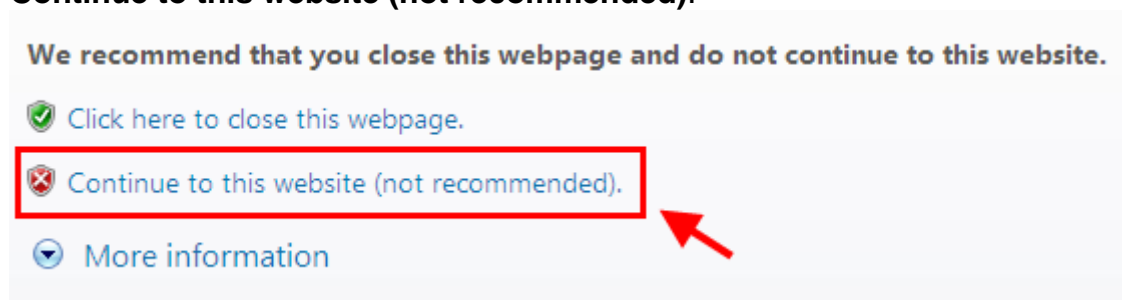 Continue to this website (not recommended).
We recommend that you close this webpage and do not continue to this website.
Click here to close this webpage.
Continue to this website (not recommended).
More information